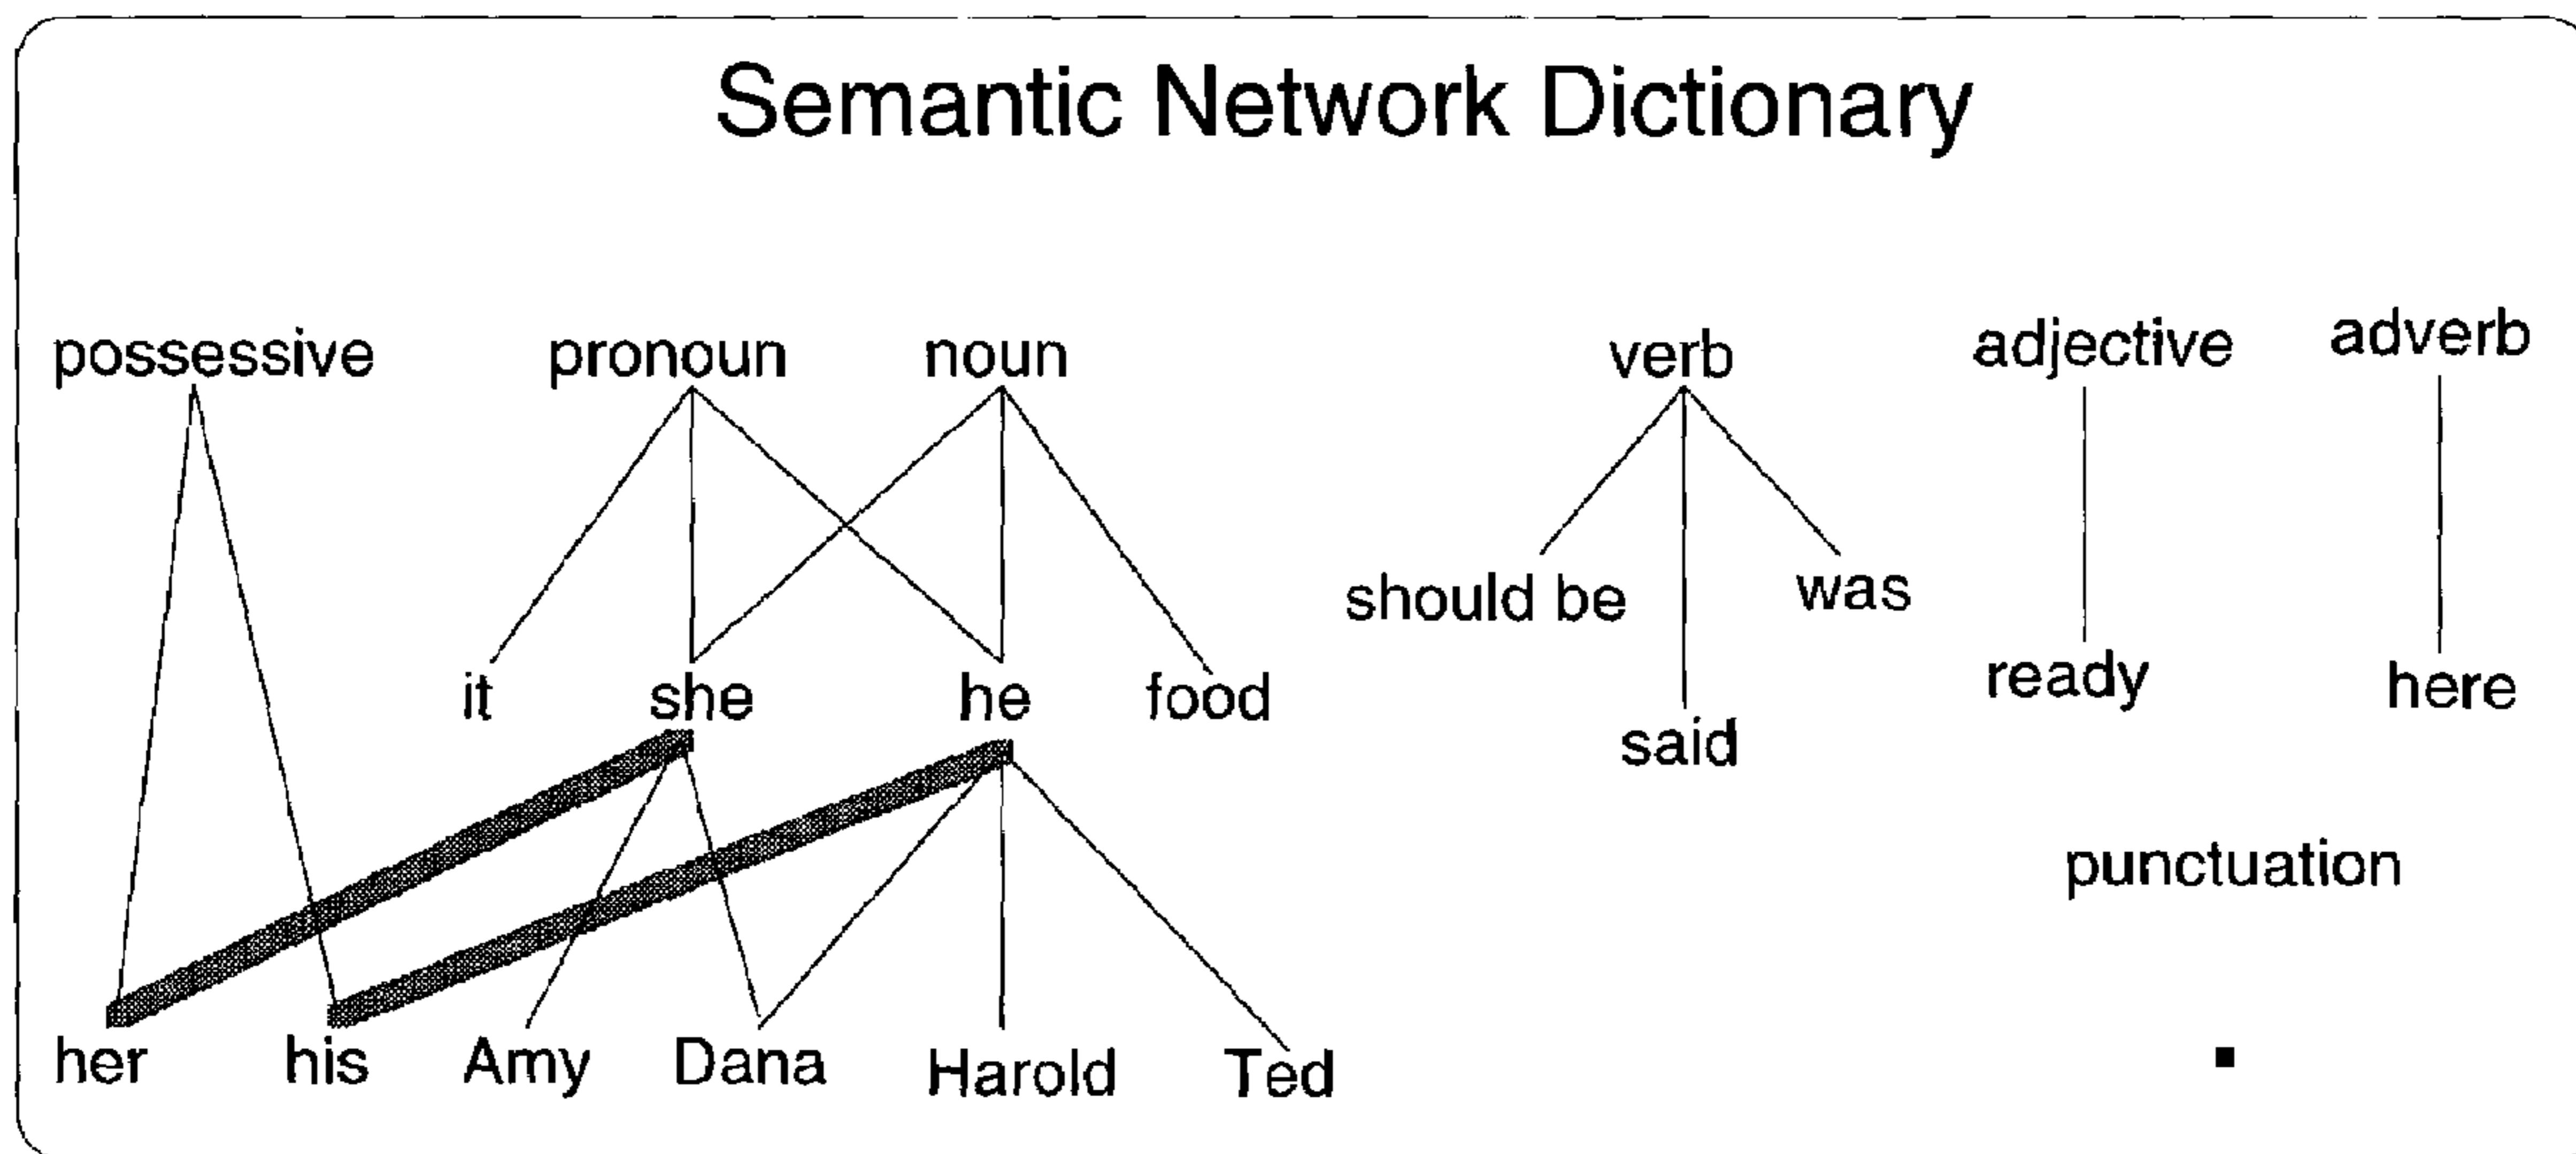 Semantic Network Dictionary
possessive pronoun noun verb adjective adverb
should be was
it she he food ready here
said
punctuation
her his Amy Dana Harold Ted .